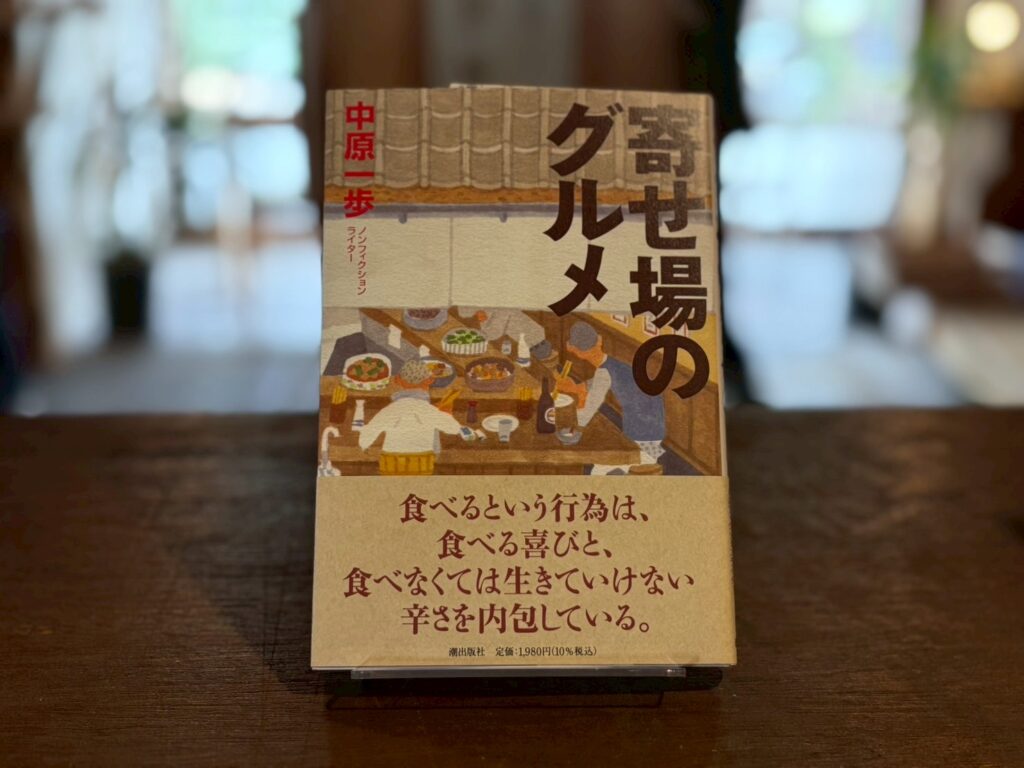 寄せ場の
グルメ
中原一歩
ノンフィクション
ライター
食べるという行為は、
食べる喜びと、
食べなくては生きていけない
辛さを内包している。
潮出版社 定価:1,980円(10%税込)